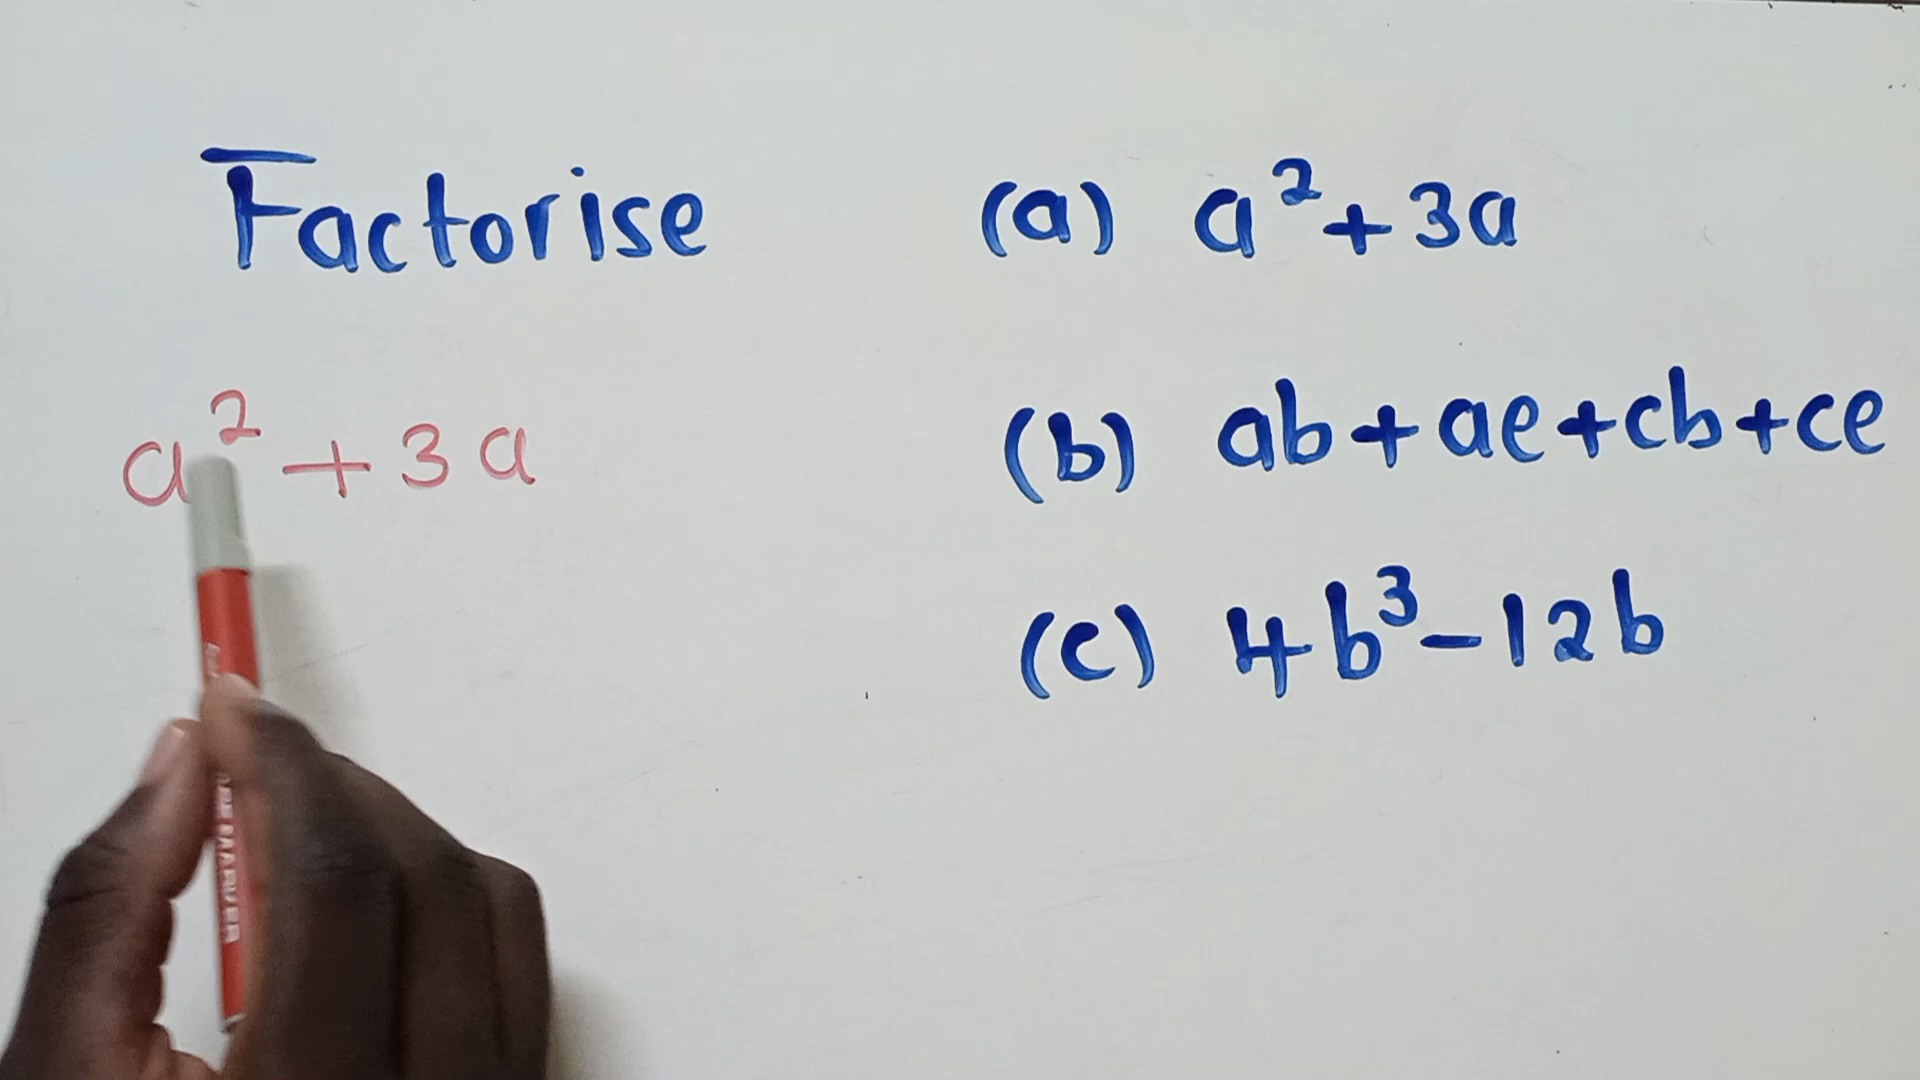 Factorise (a) a² + 3a
a² + 3a
(b) ab + ae + cb + ce
(c) 4b³ - 12b